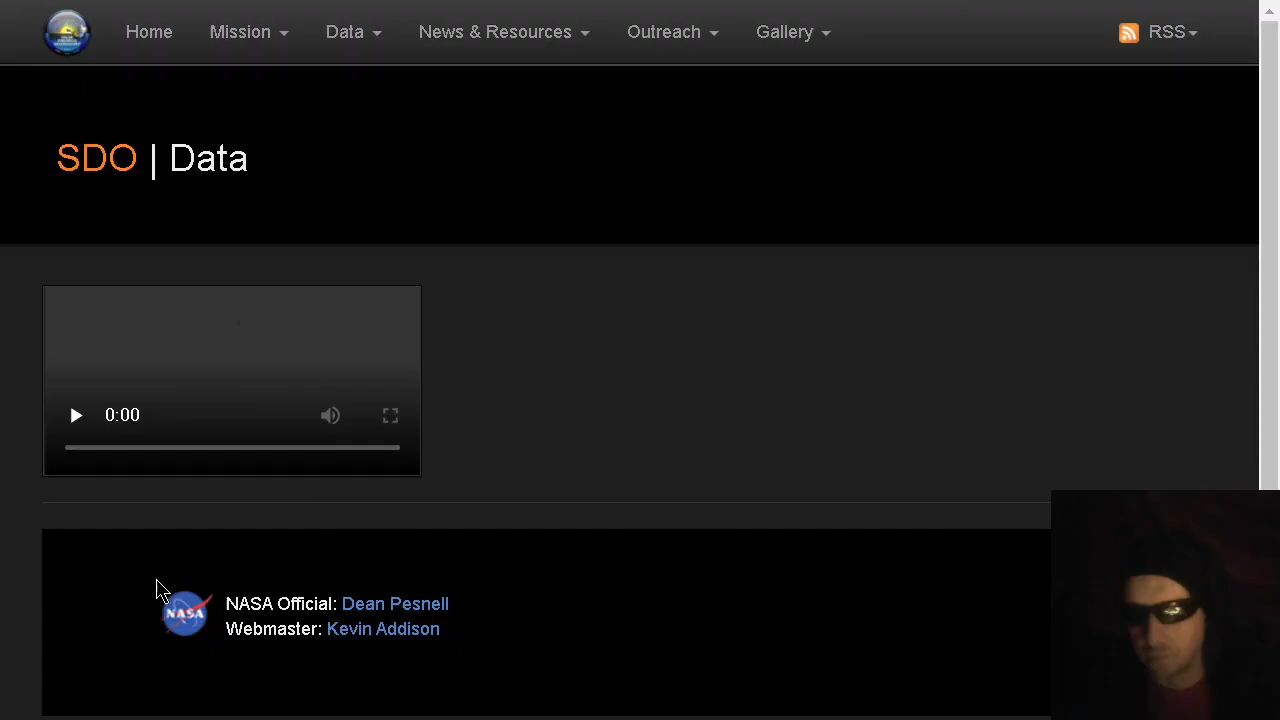 Home Mission Data News & Resources Outreach Gallery RSS
SDO | Data
0:00
NASA
NASA Official: Dean Pesnell
Webmaster: Kevin Addison